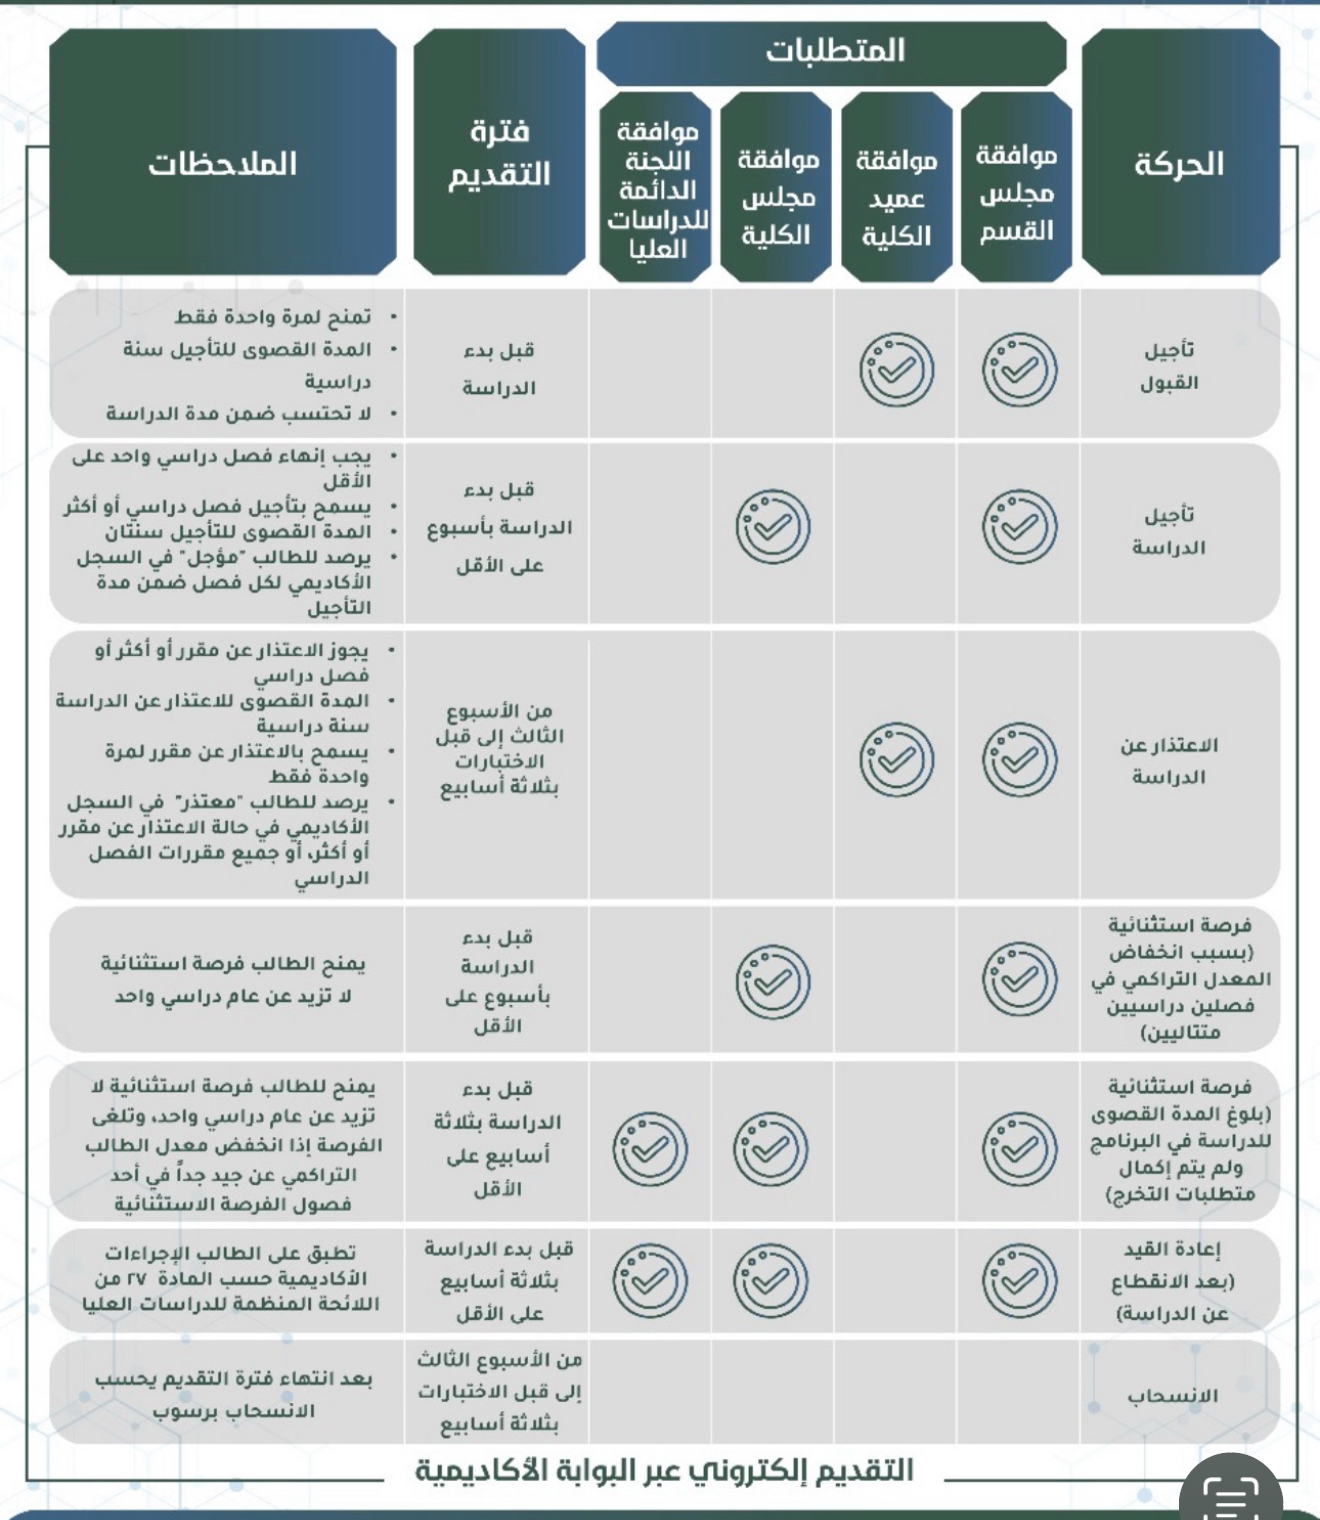 المتطلبات
الحركة
موافقة
مجلس
القسم
موافقة
عميد
الكلية
موافقة
مجلس
الكلية
موافقة
اللجنة
الدائمة
للدراسات
العليا
فترة
التقديم
الملاحظات
تأجيل
القبول
قبل بدء
الدراسة
• تمنح لمرة واحدة فقط
• المدة القصوى للتأجيل سنة
دراسية
• لا تحتسب ضمن مدة الدراسة
تأجيل
الدراسة
قبل بدء
الدراسة بأسبوع
على الأقل
• يجب إنهاء فصل دراسي واحد على
الأقل
• يسمح بتأجيل فصل دراسي أو أكثر
• المدة القصوى للتأجيل سنتان
• يرصد للطالب "مؤجل" في السجل
الأكاديمي لكل فصل ضمن مدة
التأجيل
الاعتذار عن
الدراسة
من الأسبوع
الثالث إلى قبل
الاختبارات
بثلاثة أسابيع
• يجوز الاعتذار عن مقرر أو أكثر أو
فصل دراسي
• المدة القصوى للاعتذار عن الدراسة
سنة دراسية
• يسمح بالاعتذار عن مقرر لمرة
واحدة فقط
• يرصد للطالب "معتذر" في السجل
الأكاديمي في حالة الاعتذار عن مقرر
أو أكثر، أو جميع مقررات الفصل
الدراسي
فرصة استثنائية
(بسبب انخفاض
المعدل التراكمي في
فصلين دراسيين
متتاليين)
قبل بدء
الدراسة
بأسبوع على
الأقل
يمنح الطالب فرصة استثنائية
لا تزيد عن عام دراسي واحد
فرصة استثنائية
(بلوغ المدة القصوى
للدراسة في البرنامج
ولم يتم إكمال
متطلبات التخرج)
قبل بدء
الدراسة بثلاثة
أسابيع على
الأقل
يمنح للطالب فرصة استثنائية لا
تزيد عن عام دراسي واحد، وتلغى
الفرصة إذا انخفض معدل الطالب
التراكمي عن جيد جداً في أحد
فصول الفرصة الاستثنائية
إعادة القيد
(بعد الانقطاع
عن الدراسة)
قبل بدء الدراسة
بثلاثة أسابيع
على الأقل
تطبق على الطالب الإجراءات
الأكاديمية حسب المادة ٢٧ من
اللائحة المنظمة للدراسات العليا
الانسحاب
من الأسبوع الثالث
إلى قبل الاختبارات
بثلاثة أسابيع
بعد انتهاء فترة التقديم يحسب
الانسحاب برسوب
التقديم إلكتروني عبر البوابة الأكاديمية